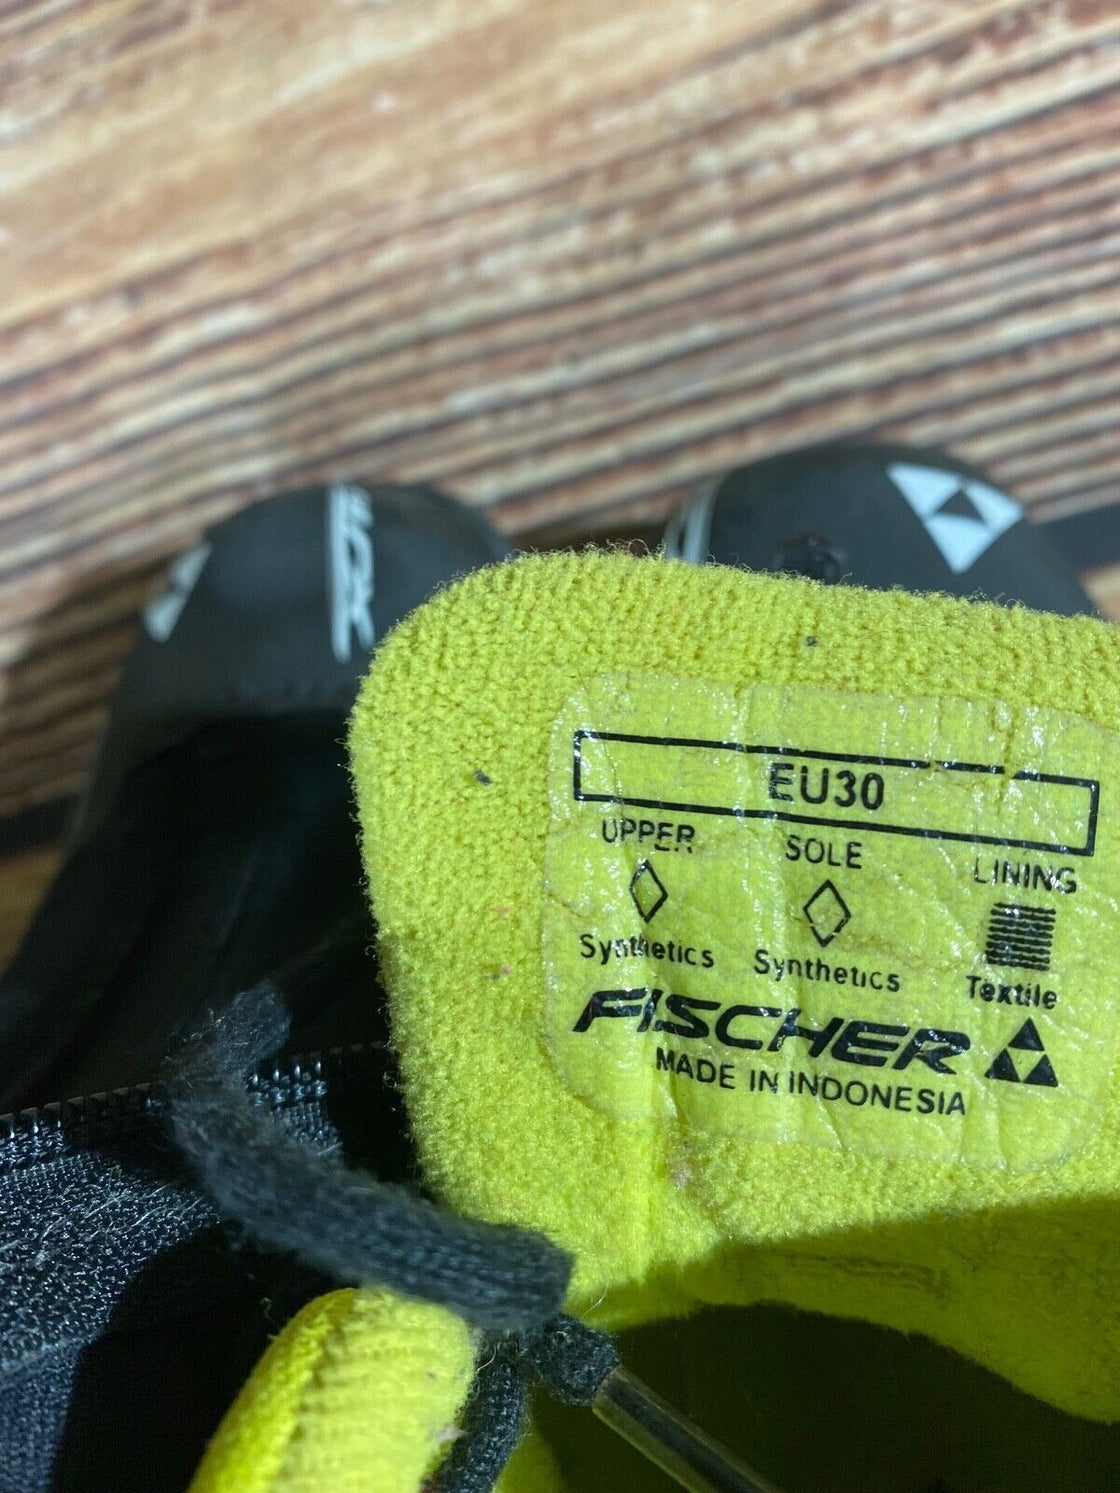 EU30
UPPER SOLE LINING
Synthetics Synthetics Textile
FISCHER
MADE IN INDONESIA